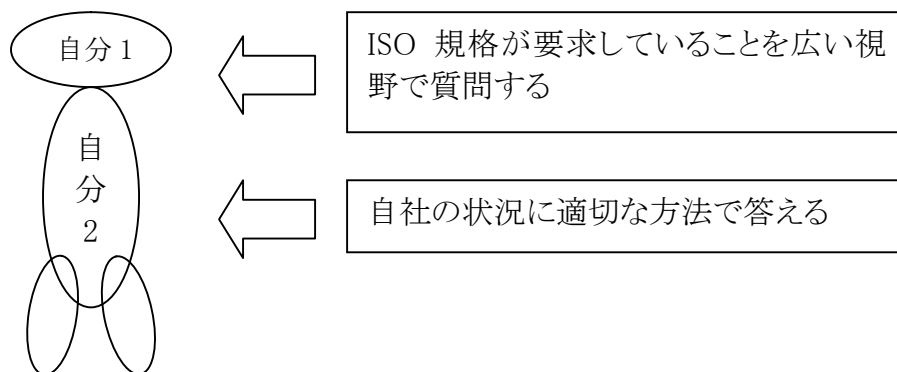 自分1
ISO 規格が要求していることを広い視
野で質問する
自
分
2
自社の状況に適切な方法で答える